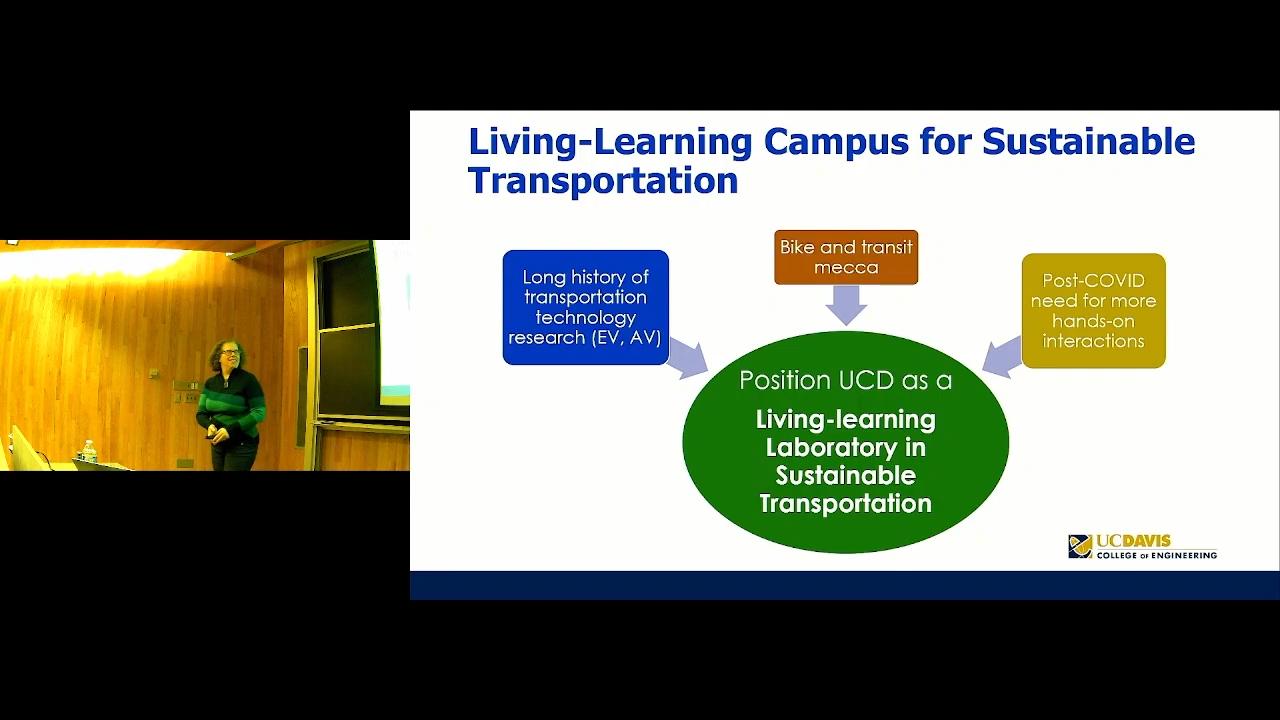 Living-Learning Campus for Sustainable
Transportation
Long history of
transportation
technology
research (EV, AV)
Bike and transit
mecca
Post-COVID
need for more
hands-on
interactions
Position UCD as a
Living-learning
Laboratory in
Sustainable
Transportation
UCDAVIS
COLLEGE OF ENGINEERING